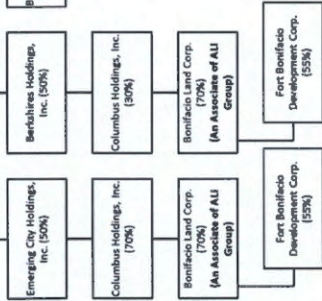 Emerging City Holdings,
Inc. (50%)
Berkshires Holdings,
Inc. (50%)
B
Columbus Holdings, Inc.
(70%)
Columbus Holdings, Inc.
(30%)
Bonifacio Land Corp.
(70%)
(An Associate of ALI
Group)
Bonifacio Land Corp.
(70%)
(An Associate of ALI
Group)
Fort Bonifacio
Development Corp.
(55%)
Fort Bonifacio
Development Corp.
(55%)